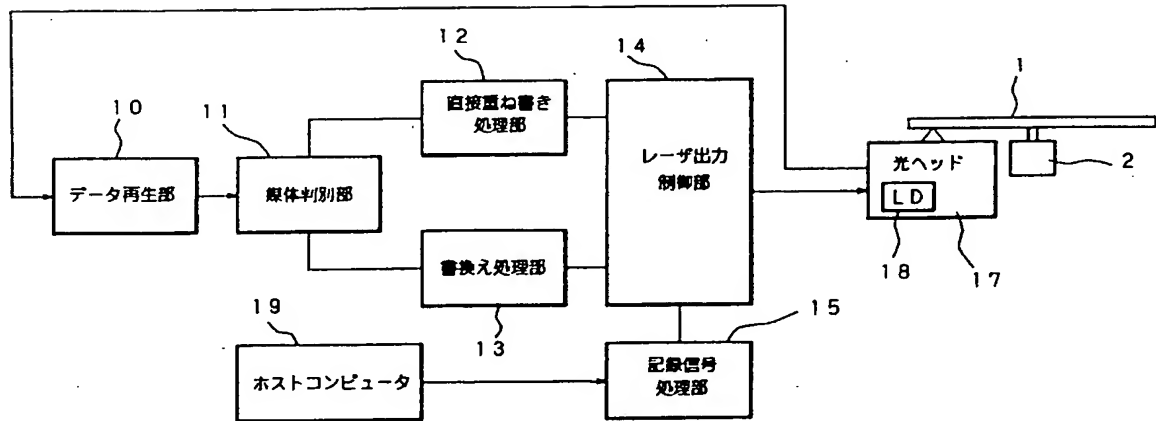 12
14
1
直接重ね書き
処理部
10
11
レーザ出力
制御部
2
光ヘッド
データ再生部
媒体判別部
LD
書換え処理部
18
17
19
13
15
ホストコンピュータ
記録信号
処理部